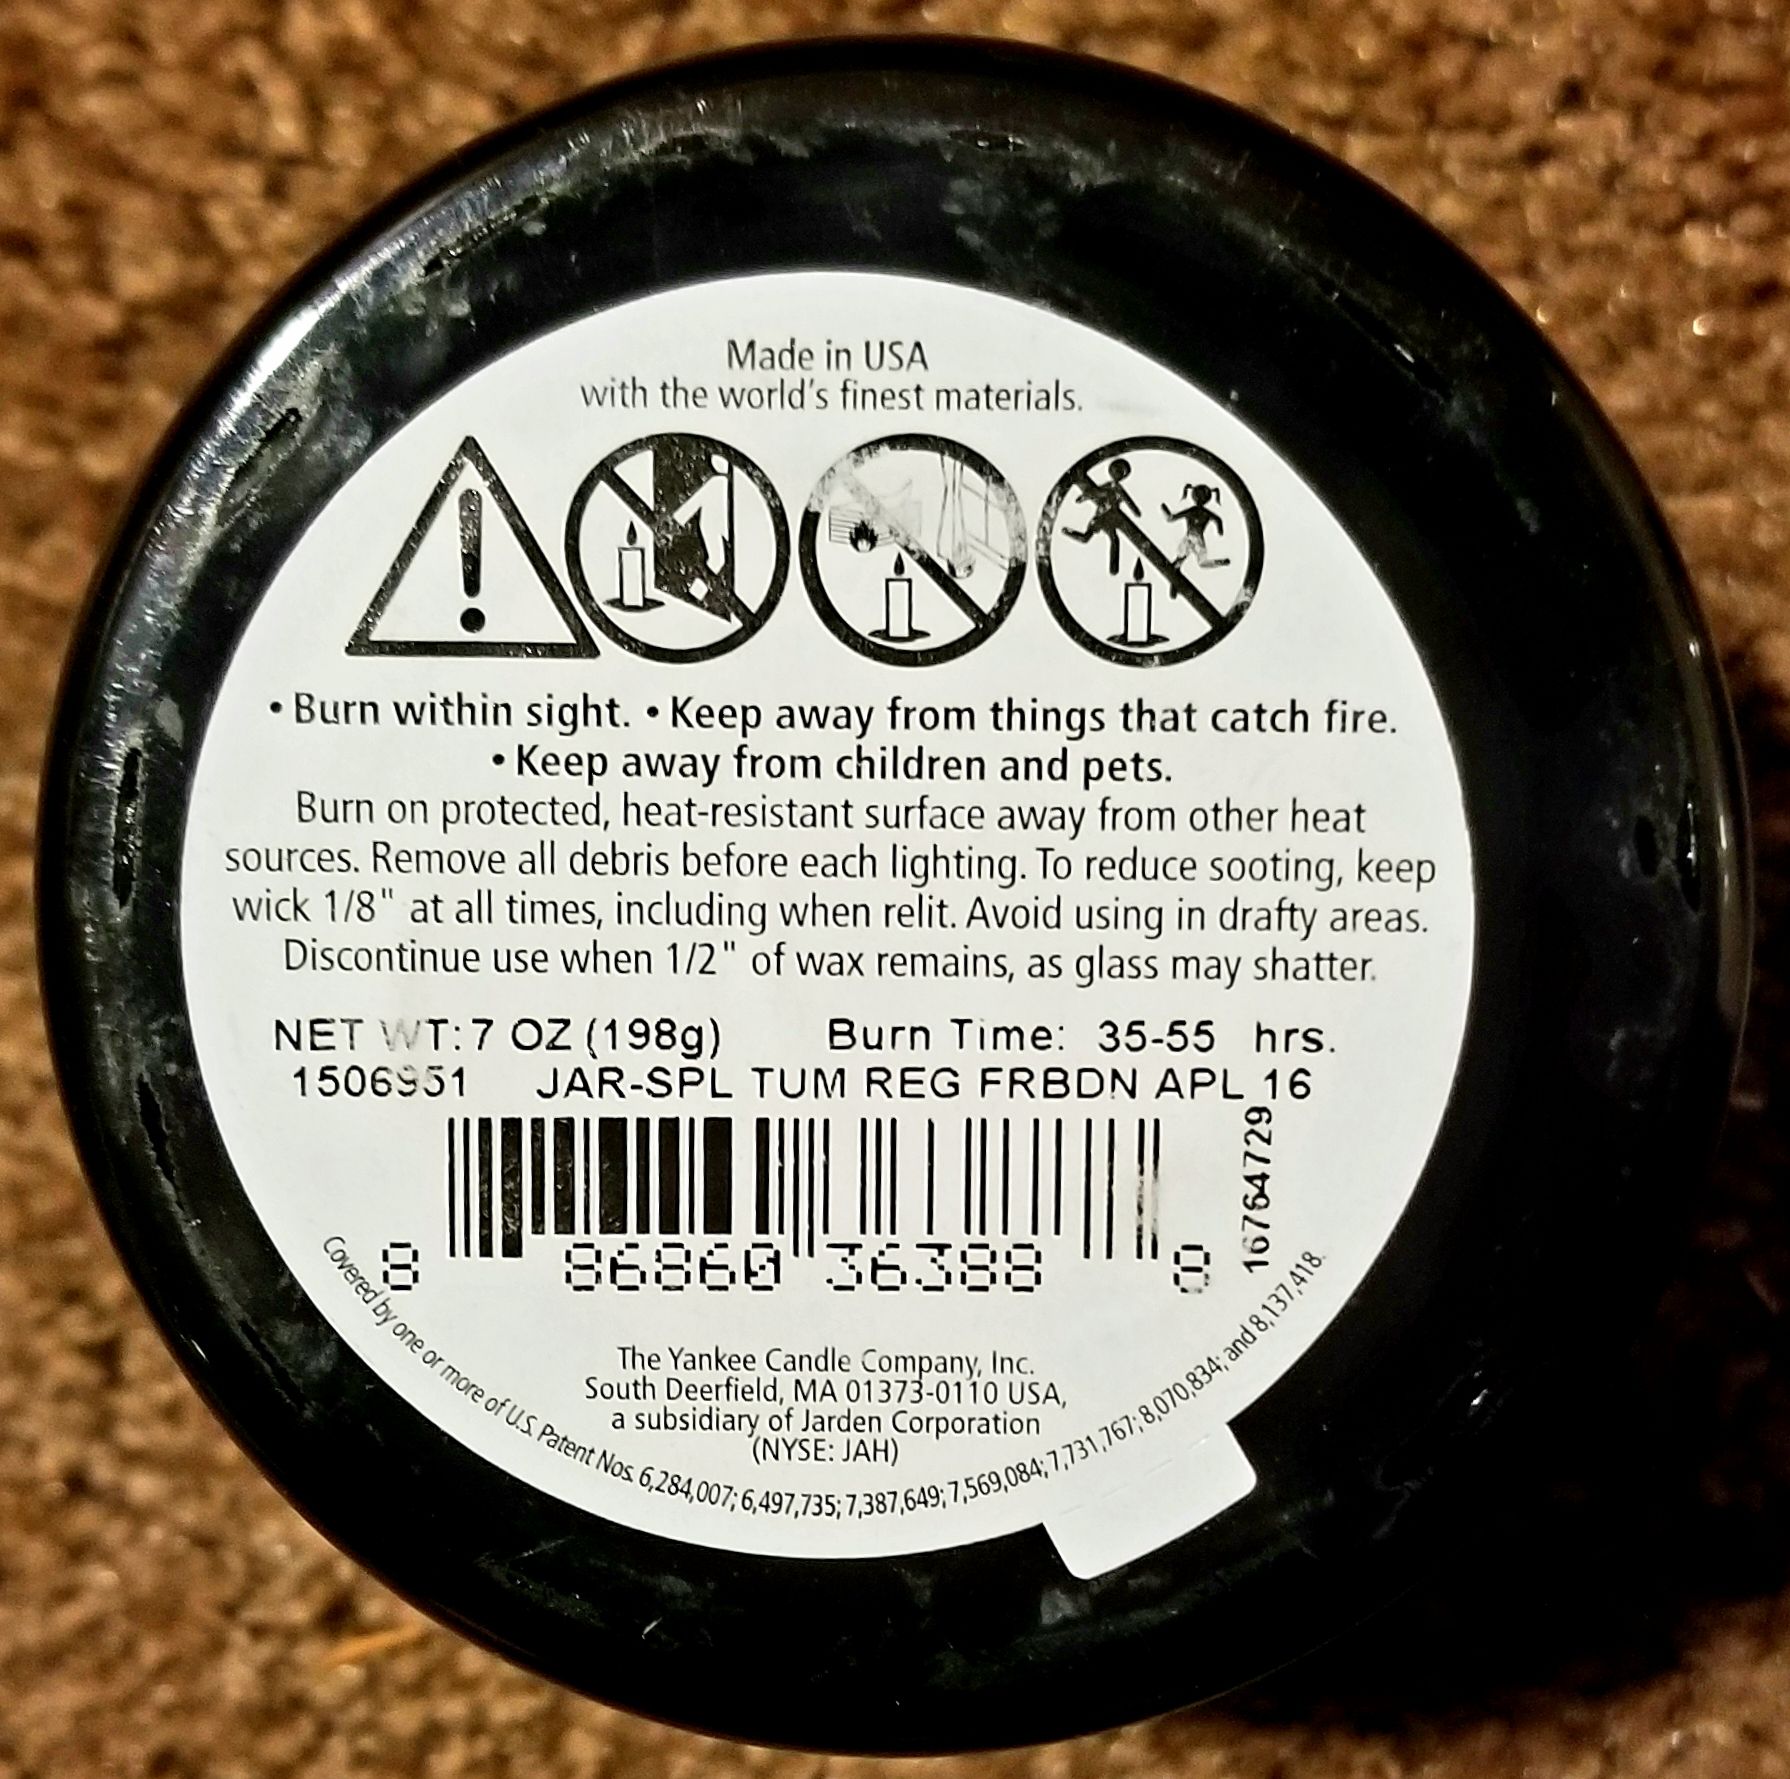 Made in USA
with the world's finest materials.
• Burn within sight. • Keep away from things that catch fire.
• Keep away from children and pets.
Burn on protected, heat-resistant surface away from other heat
sources. Remove all debris before each lighting. To reduce sooting, keep
wick 1/8" at all times, including when relit. Avoid using in drafty areas.
Discontinue use when 1/2" of wax remains, as glass may shatter.
NET WT: 7 OZ (198g) Burn Time: 35-55 hrs.
1506951 JAR-SPL TUM REG FRBDN APL 16
16764729
8 86860 36388 8
The Yankee Candle Company, Inc.
South Deerfield, MA 01373-0110 USA,
a subsidiary of Jarden Corporation
(NYSE: JAH)
Covered by one or more of U.S. Patent Nos. 6,284,007; 6,497,735; 7,387,649; 7,569,084; 7,731,767; 8,070,834; and 8,137,418.